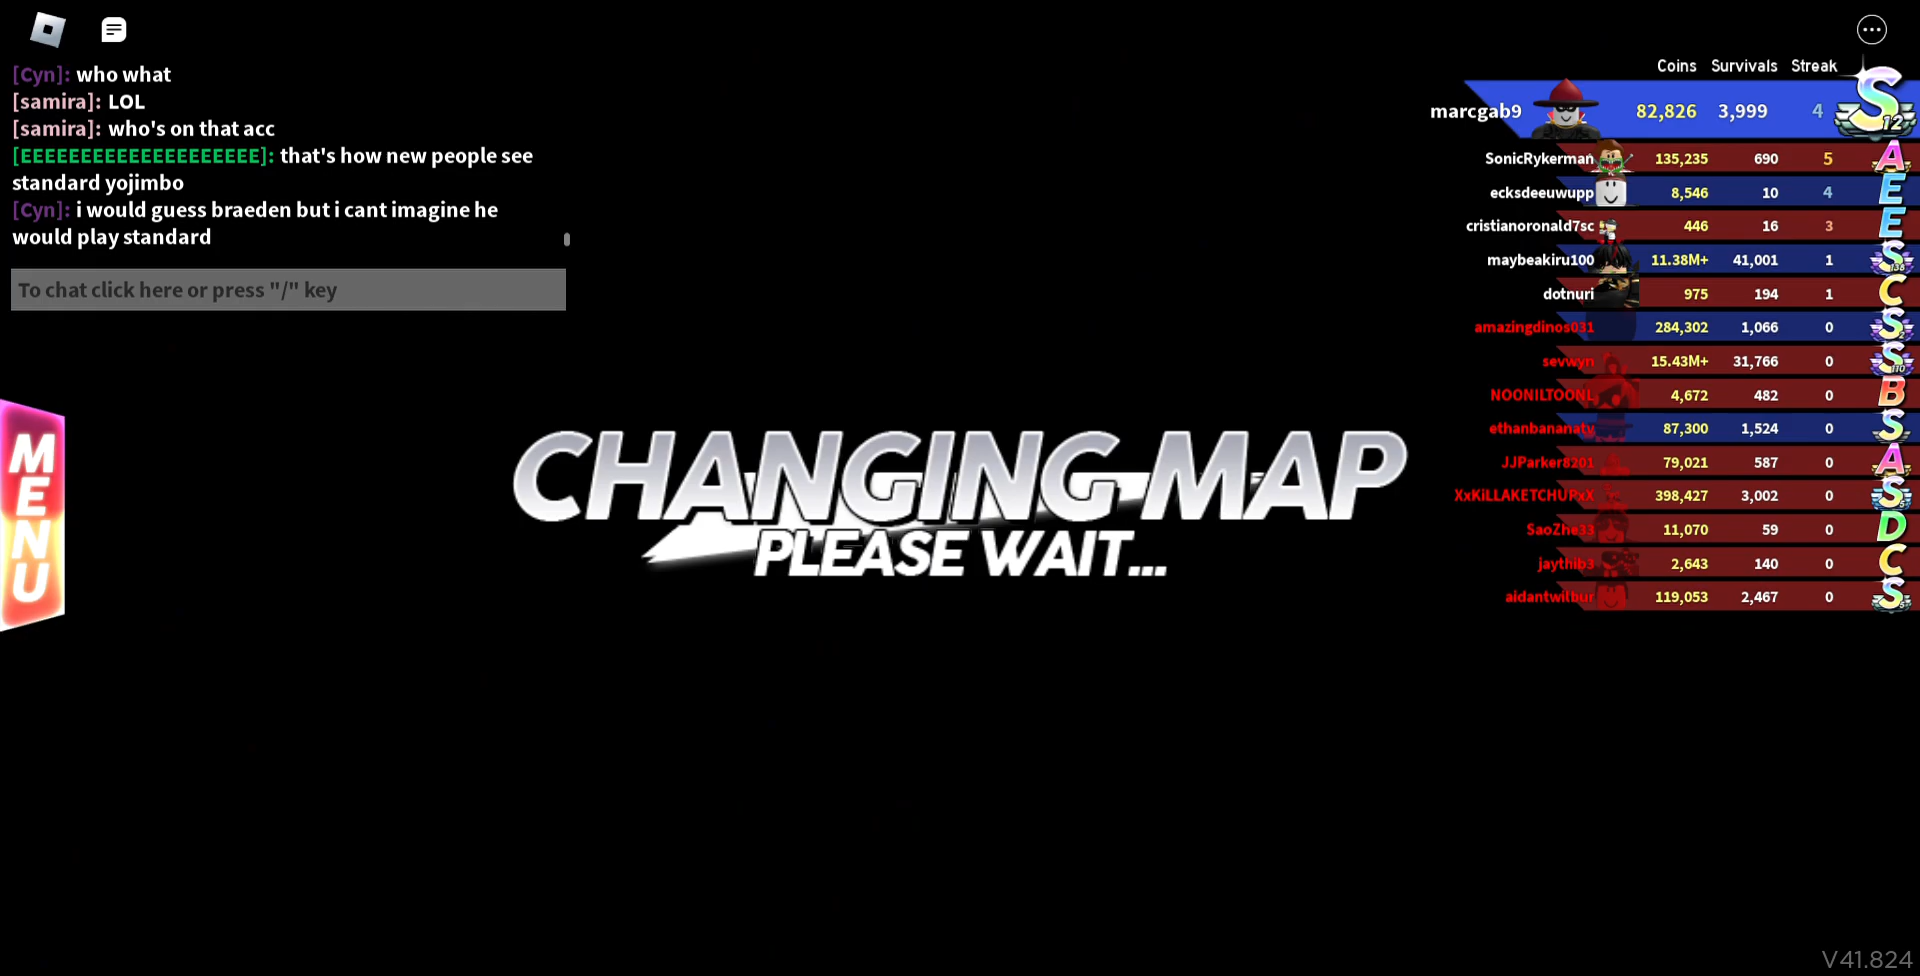 [Cyn]: who what
[samira]: LOL
[samira]: who's on that acc
[EEEEEEEEEEEEEEEEEEEE]: that's how new people see
standard yojimbo
[Cyn]: i would guess braeden but i cant imagine he
would play standard
To chat click here or press "/" key
MENU
CHANGING MAP
PLEASE WAIT...
Coins Survivals Streak
marcgab9 82,826 3,999 4 S 12
SonicRykerman 135,235 690 5 A
ecksdeeuwupp 8,546 10 4 E
cristianoronald7sc 446 16 3 E
maybeakiru100 11.38M+ 41,001 1 S 138
dotnuri 975 194 1 C
amazingdinos031 284,302 1,066 0 S
sevwyn 15.43M+ 31,766 0 S 110
NOONILTOONL 4,672 482 0 B
ethanbananatv 87,300 1,524 0 S
JJParker8201 79,021 587 0 A
XxKiLLAKETCHUPxX 398,427 3,002 0 S
SaoZhe33 11,070 59 0 D
jaythib3 2,643 140 0 C
aidantwilbur 119,053 2,467 0 S
V41.824